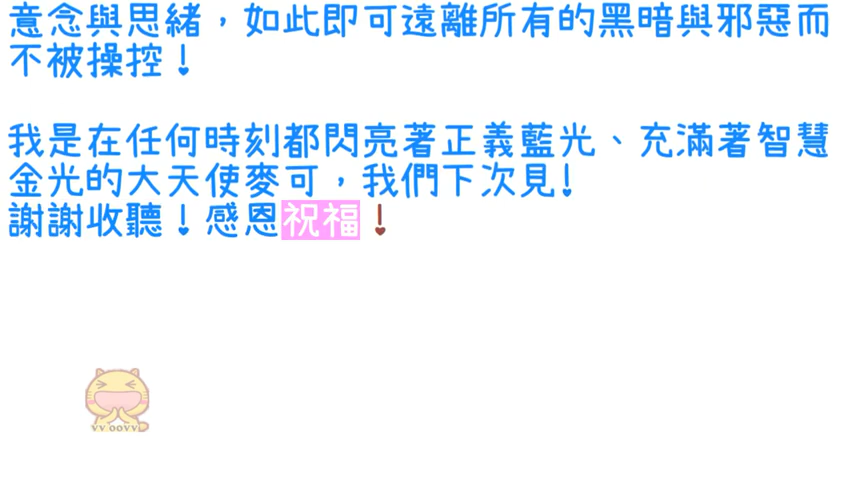 意念與思緒，如此即可遠離所有的黑暗與邪惡而
不被操控！
我是在任何時刻都閃亮著正義藍光、充滿著智慧
金光的大天使麥可，我們下次見!
謝謝收聽！感恩祝福！
vv oovv